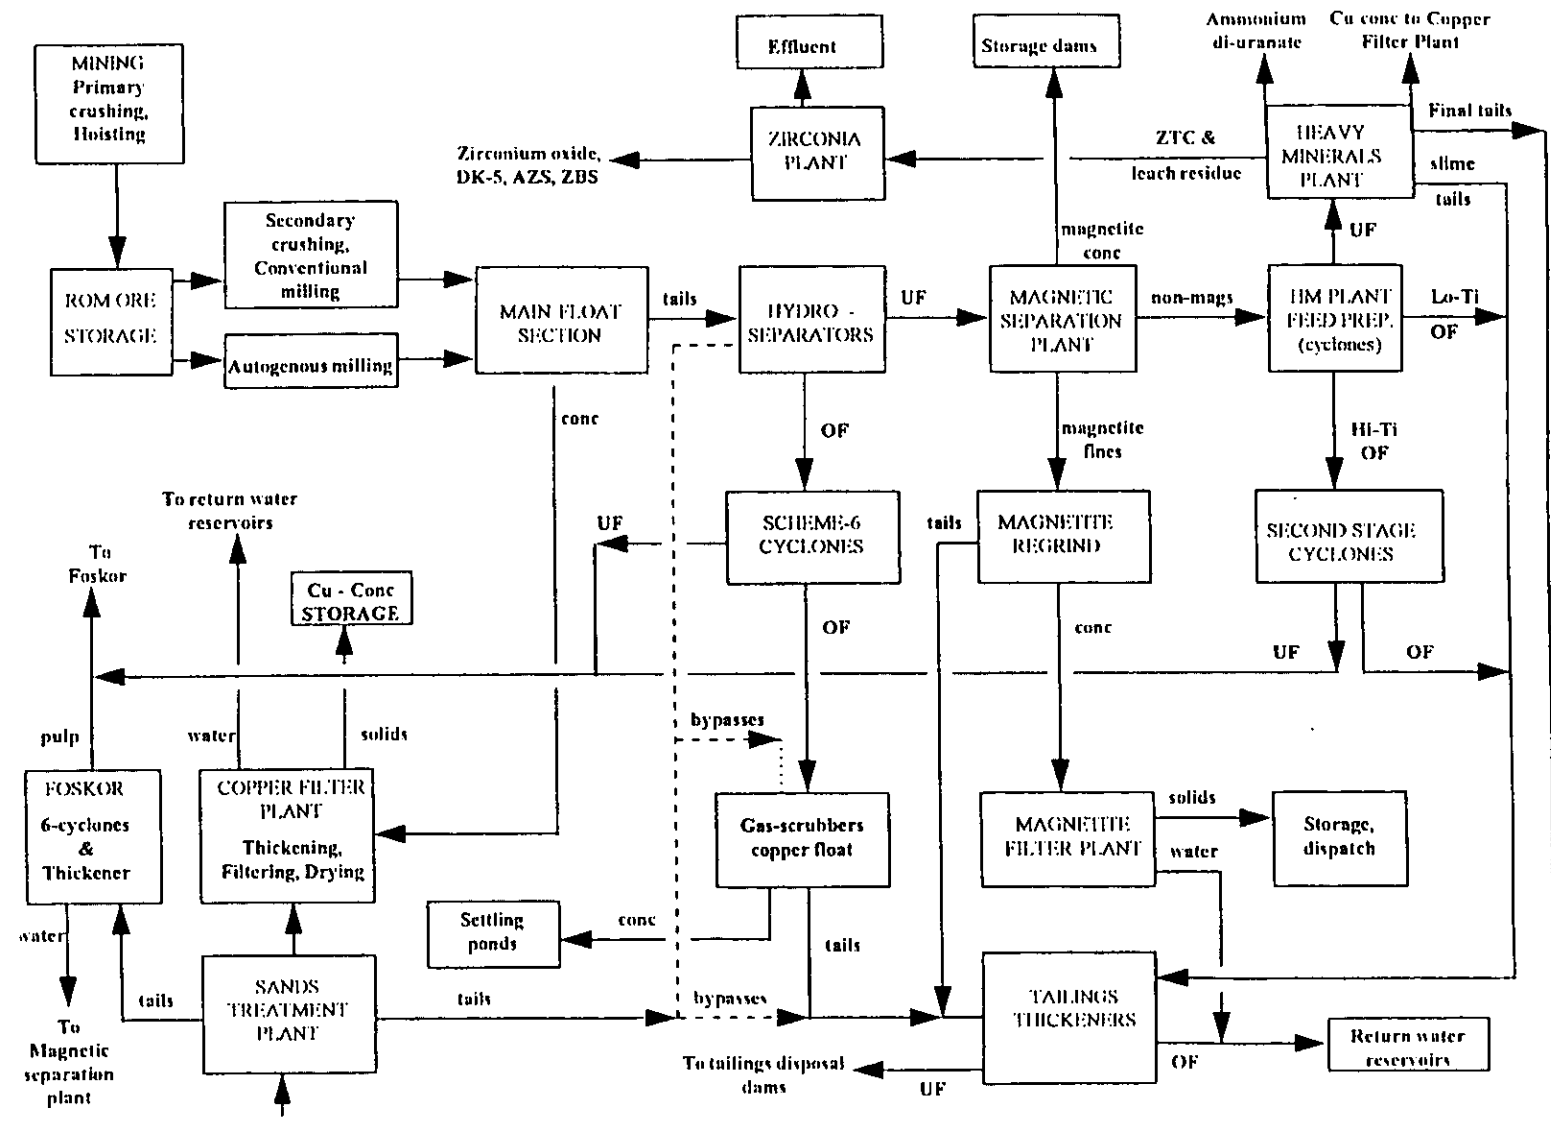 MINING
Primary
crushing,
Hoisting
Effluent
Storage dams
Ammonium
di-uranate
Cu conc to Copper
Filter Plant
Zirconium oxide,
DK-5, AZS, ZBS
ZIRCONIA
PLANT
ZTC &
leach residue
HEAVY
MINERALS
PLANT
Final tails
slime
tails
UF
magnetite
conc
ROM ORE
STORAGE
Secondary
crushing,
Conventional
milling
Autogenous milling
MAIN FLOAT
SECTION
tails
HYDRO -
SEPARATORS
UF
MAGNETIC
SEPARATION
PLANT
non-mags
HM PLANT
FEED PREP.
(cyclones)
Lo-Ti
OF
conc
OF
magnetite
fines
Hi-Ti
OF
To return water
reservoirs
To
Foskor
Cu - Conc
STORAGE
UF
SCHEME-6
CYCLONES
tails
MAGNETITE
REGRIND
SECOND STAGE
CYCLONES
OF
conc
UF
OF
pulp
water
solids
bypasses
FOSKOR
6-cyclones
&
Thickener
COPPER FILTER
PLANT
Thickening,
Filtering, Drying
Gas-scrubbers
copper float
MAGNETITE
FILTER PLANT
solids
water
Storage,
dispatch
water
Settling
ponds
conc
tails
To
Magnetic
separation
plant
tails
SANDS
TREATMENT
PLANT
tails
bypasses
TAILINGS
THICKENERS
To tailings disposal
dams
UF
OF
Return water
reservoirs